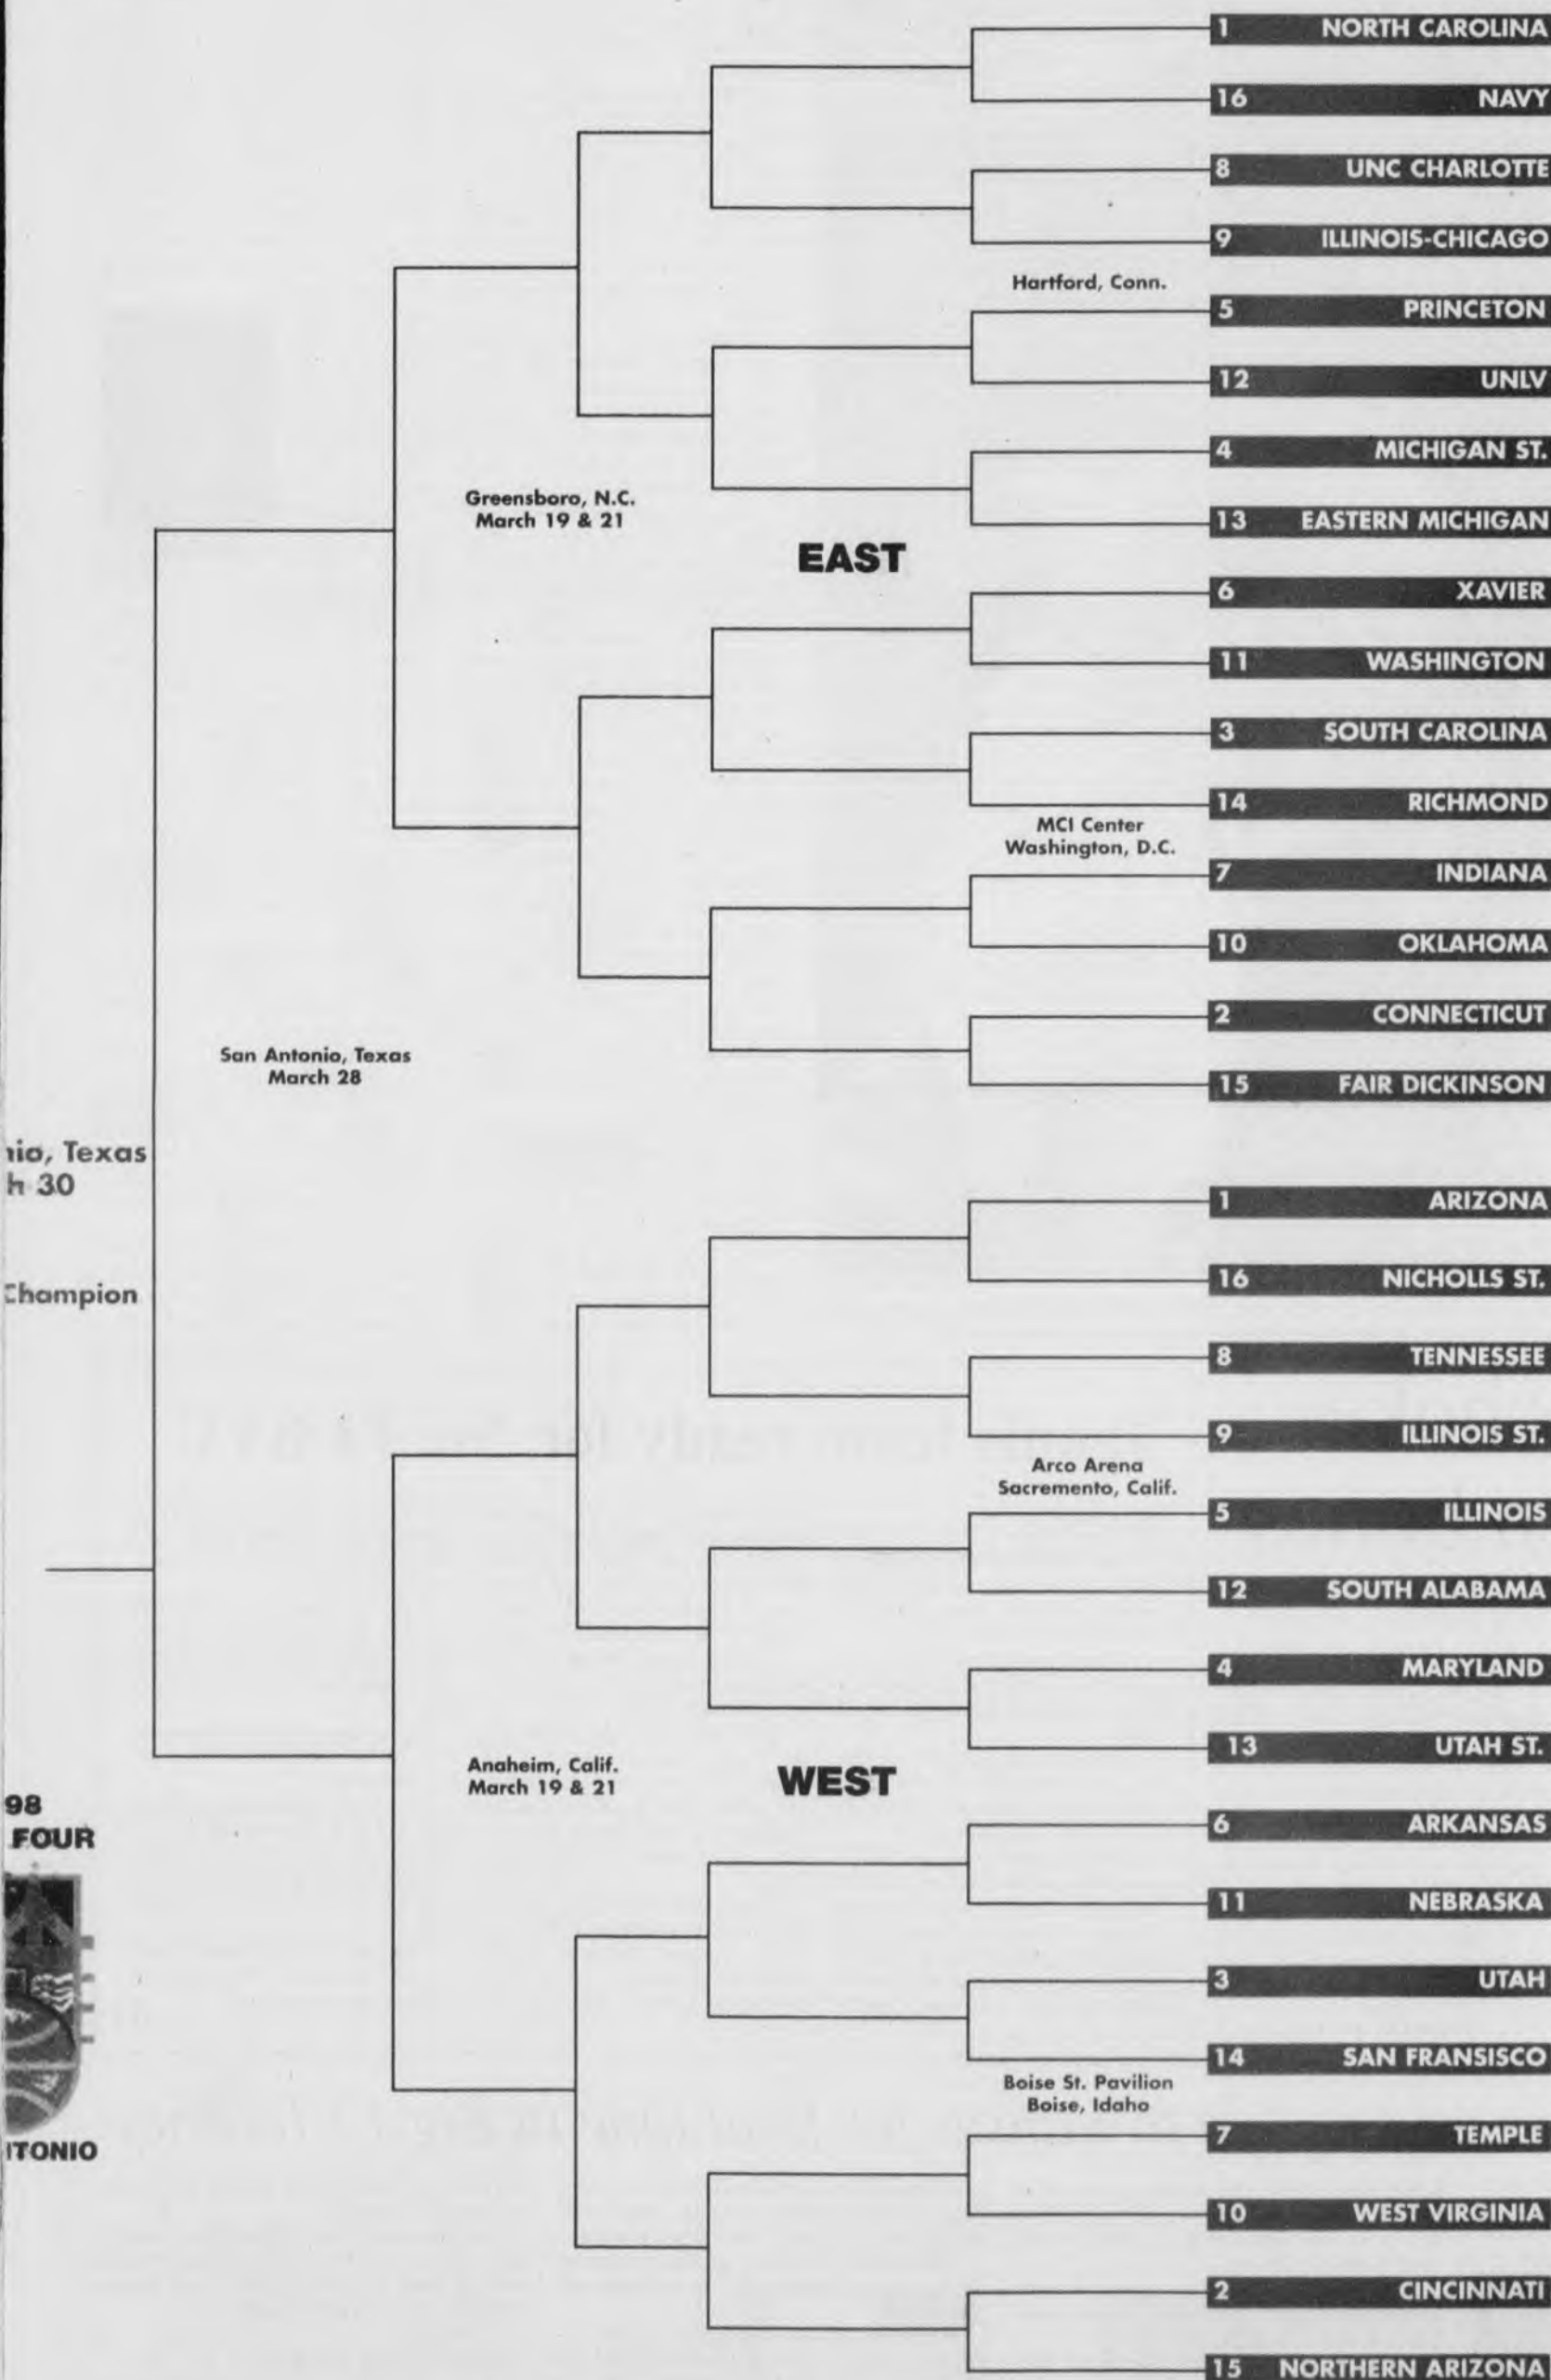 1 NORTH CAROLINA
16 NAVY
8 UNC CHARLOTTE
9 ILLINOIS-CHICAGO
Hartford, Conn.
5 PRINCETON
12 UNLV
4 MICHIGAN ST.
Greensboro, N.C.
March 19 & 21
13 EASTERN MICHIGAN
EAST
6 XAVIER
11 WASHINGTON
3 SOUTH CAROLINA
14 RICHMOND
MCI Center
Washington, D.C.
7 INDIANA
10 OKLAHOMA
2 CONNECTICUT
San Antonio, Texas
March 28
15 FAIR DICKINSON
nio, Texas
h 30
1 ARIZONA
16 NICHOLLS ST.
Champion
8 TENNESSEE
9 ILLINOIS ST.
Arco Arena
Sacremento, Calif.
5 ILLINOIS
12 SOUTH ALABAMA
4 MARYLAND
13 UTAH ST.
Anaheim, Calif.
March 19 & 21
WEST
98
FOUR
6 ARKANSAS
11 NEBRASKA
3 UTAH
14 SAN FRANSISCO
Boise St. Pavilion
Boise, Idaho
7 TEMPLE
NTONIO
10 WEST VIRGINIA
2 CINCINNATI
15 NORTHERN ARIZONA